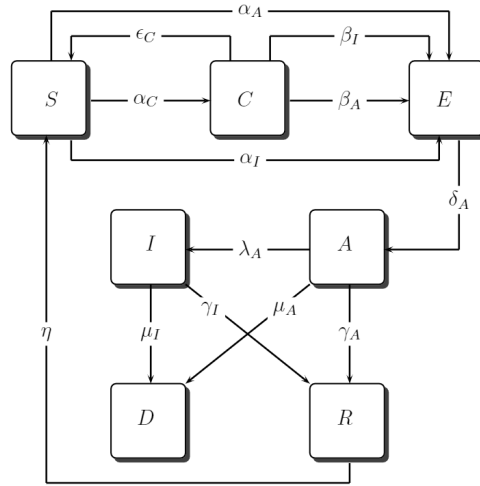 α_A
ϵ_C β_I
S α_C C β_A E
α_I
δ_A
I λ_A A
η μ_I γ_I μ_A γ_A
D R